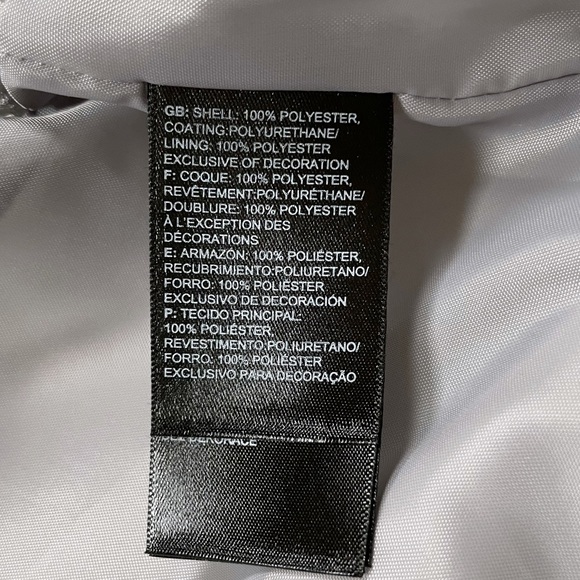 GB: SHELL: 100% POLYESTER,
COATING:POLYURETHANE/
LINING: 100% POLYESTER
EXCLUSIVE OF DECORATION
F: COQUE: 100% POLYESTER,
REVÊTEMENT:POLYURÉTHANE/
DOUBLURE: 100% POLYESTER
À L'EXCEPTION DES
DÉCORATIONS
E: ARMAZÓN: 100% POLIÉSTER,
RECUBRIMIENTO:POLIURETANO/
FORRO: 100% POLIÉSTER
EXCLUSIVO DE DECORACIÓN
P: TECIDO PRINCIPAL:
100% POLIÉSTER,
REVESTIMENTO:POLIURETANO/
FORRO: 100% POLIÉSTER
EXCLUSIVO PARA DECORAÇÃO